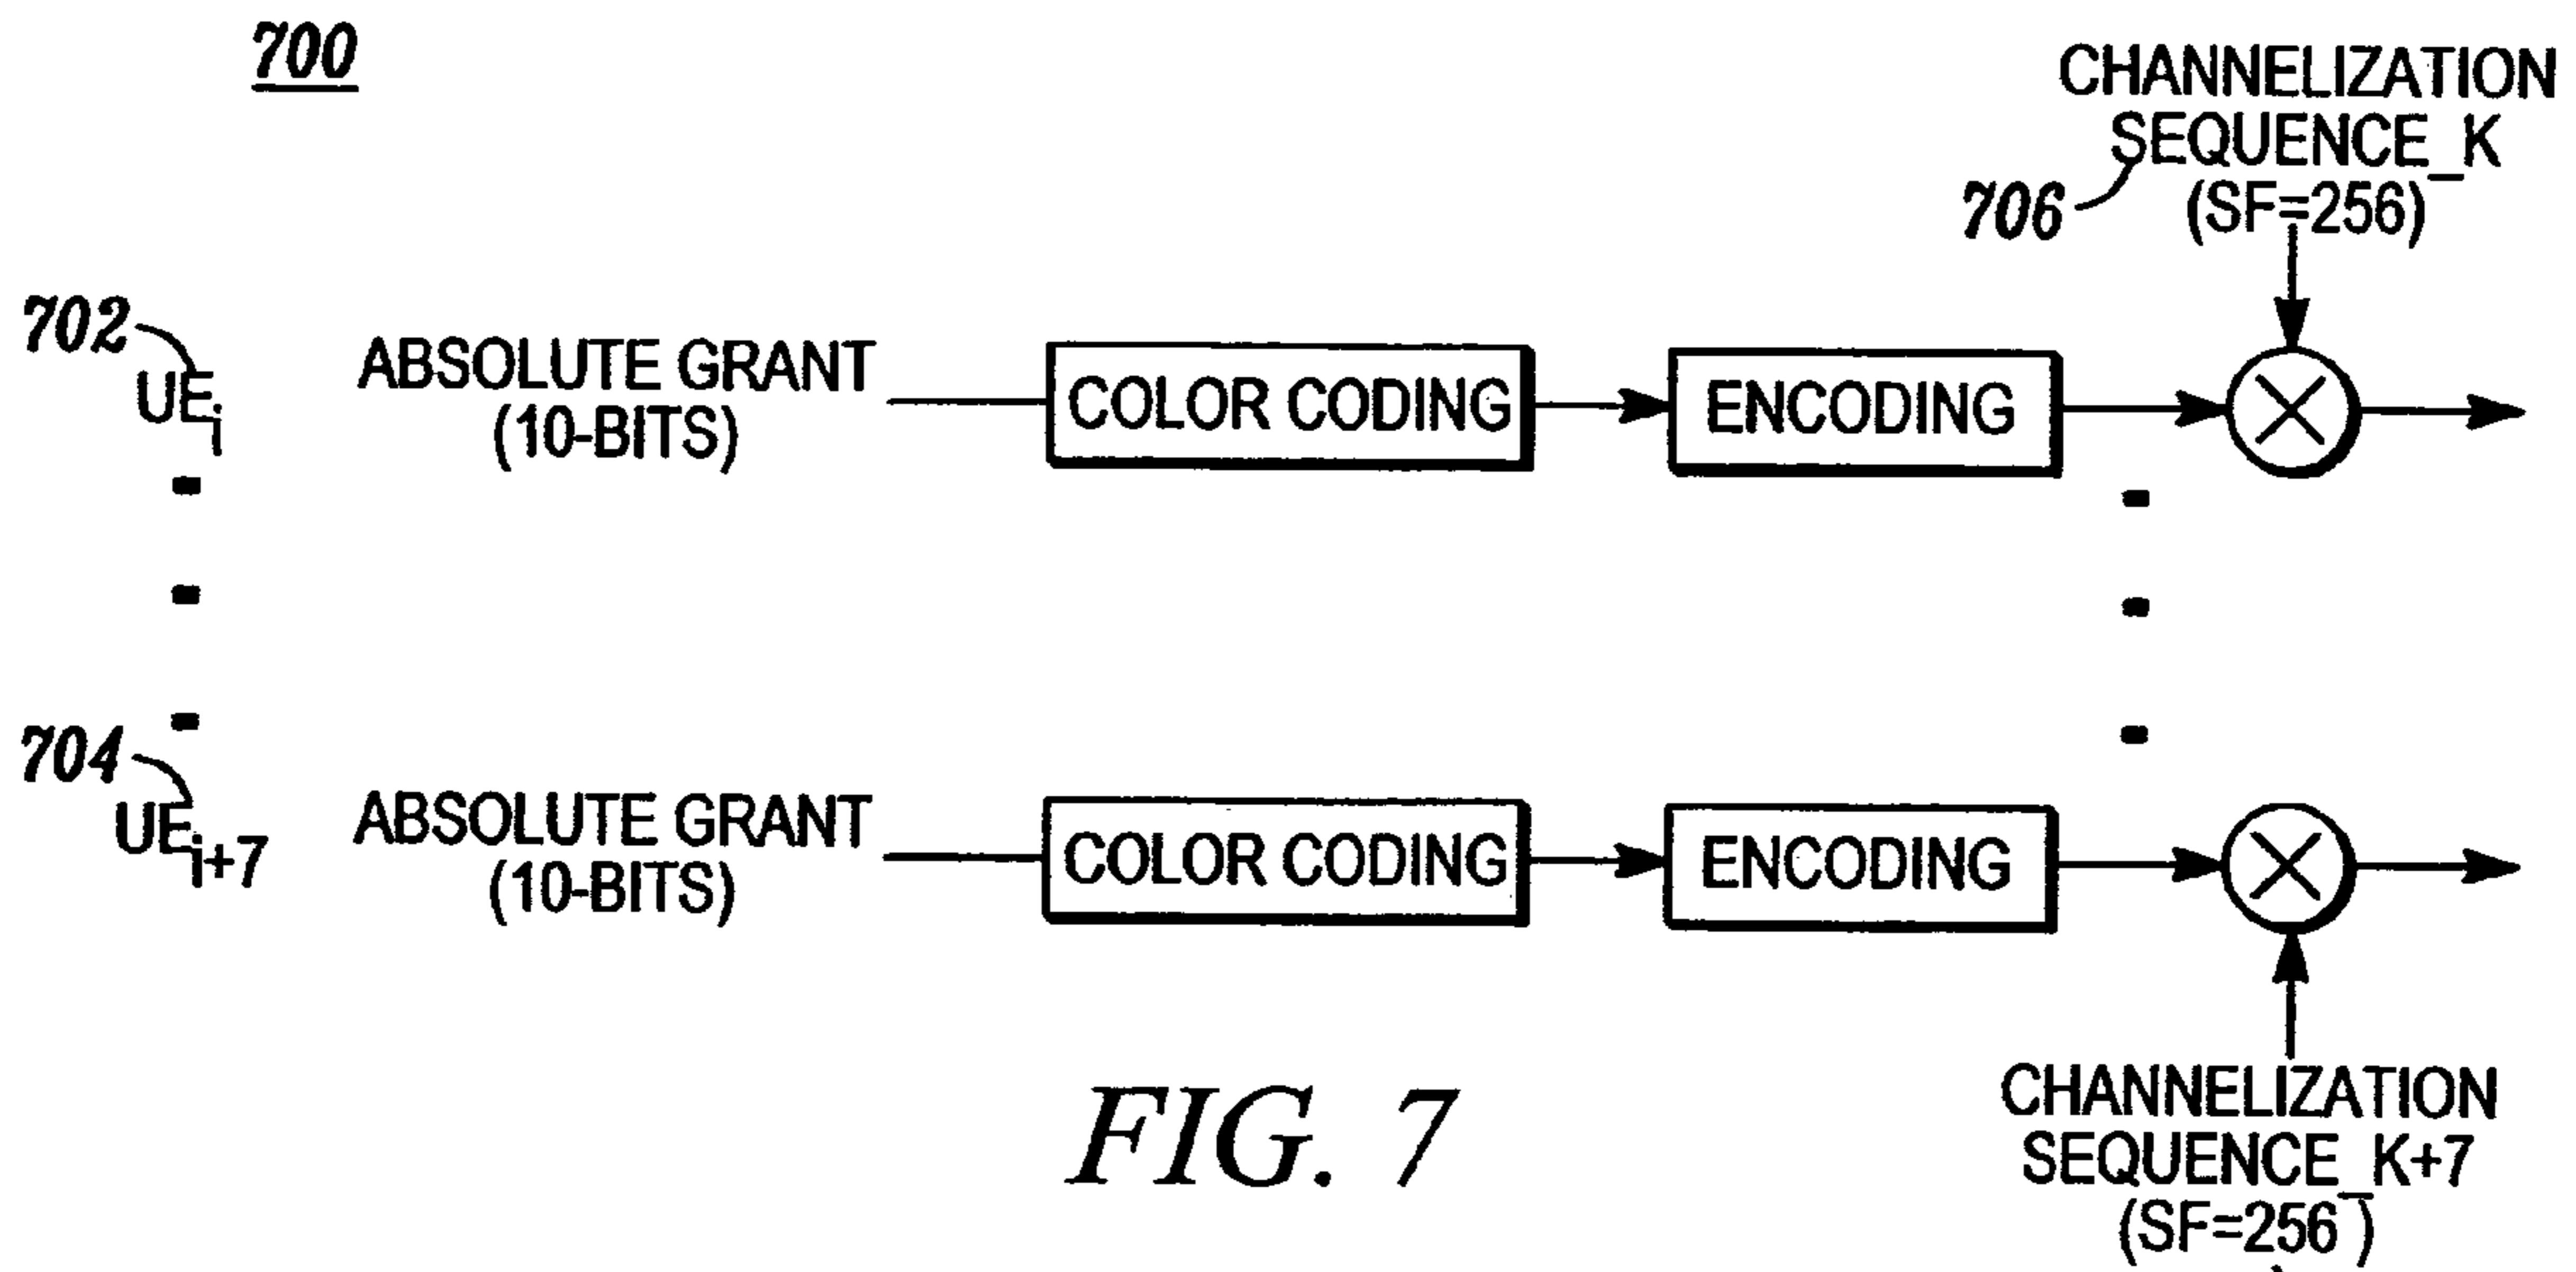 700
CHANNELIZATION
SEQUENCE_K
706 (SF=256)
702
UEi ABSOLUTE GRANT COLOR CODING ENCODING
(10-BITS)
704
UEi+7 ABSOLUTE GRANT COLOR CODING ENCODING
(10-BITS)
CHANNELIZATION
SEQUENCE_K+7
(SF=256)
FIG. 7